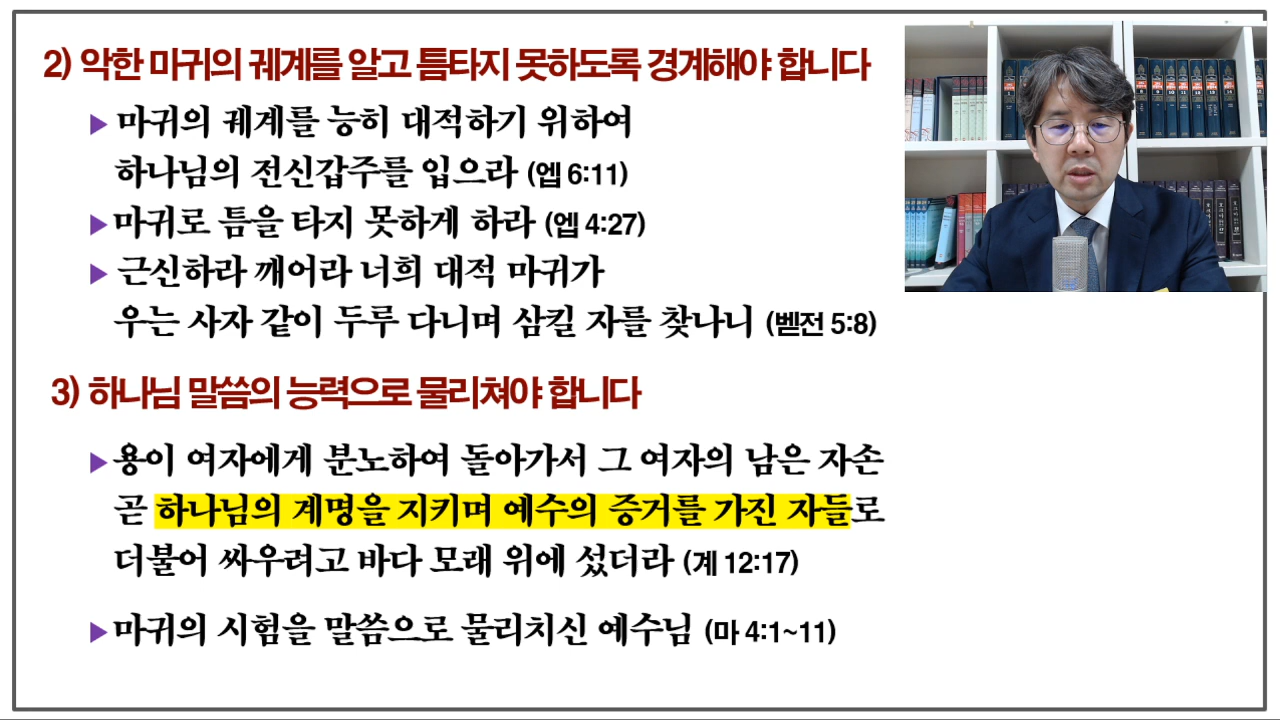 2) 악한 마귀의 궤계를 알고 틈타지 못하도록 경계해야 합니다
▶ 마귀의 궤계를 능히 대적하기 위하여
하나님의 전신갑주를 입으라 (엡 6:11)
▶ 마귀로 틈을 타지 못하게 하라 (엡 4:27)
▶ 근신하라 깨어라 너희 대적 마귀가
우는 사자 같이 두루 다니며 삼킬 자를 찾나니 (벧전 5:8)
3) 하나님 말씀의 능력으로 물리쳐야 합니다
▶ 용이 여자에게 분노하여 돌아가서 그 여자의 남은 자손
곧 하나님의 계명을 지키며 예수의 증거를 가진 자들로
더불어 싸우려고 바다 모래 위에 섰더라 (계 12:17)
▶ 마귀의 시험을 말씀으로 물리치신 예수님 (마 4:1~11)